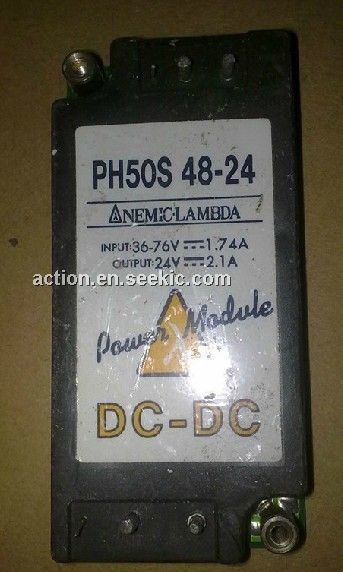 PH50S 48-24
NEMIC-LAMBDA
INPUT:36-76V⎓1.74A
OUTPUT:24V⎓2.1A
action.en.seekic.com
Power Module
DC-DC